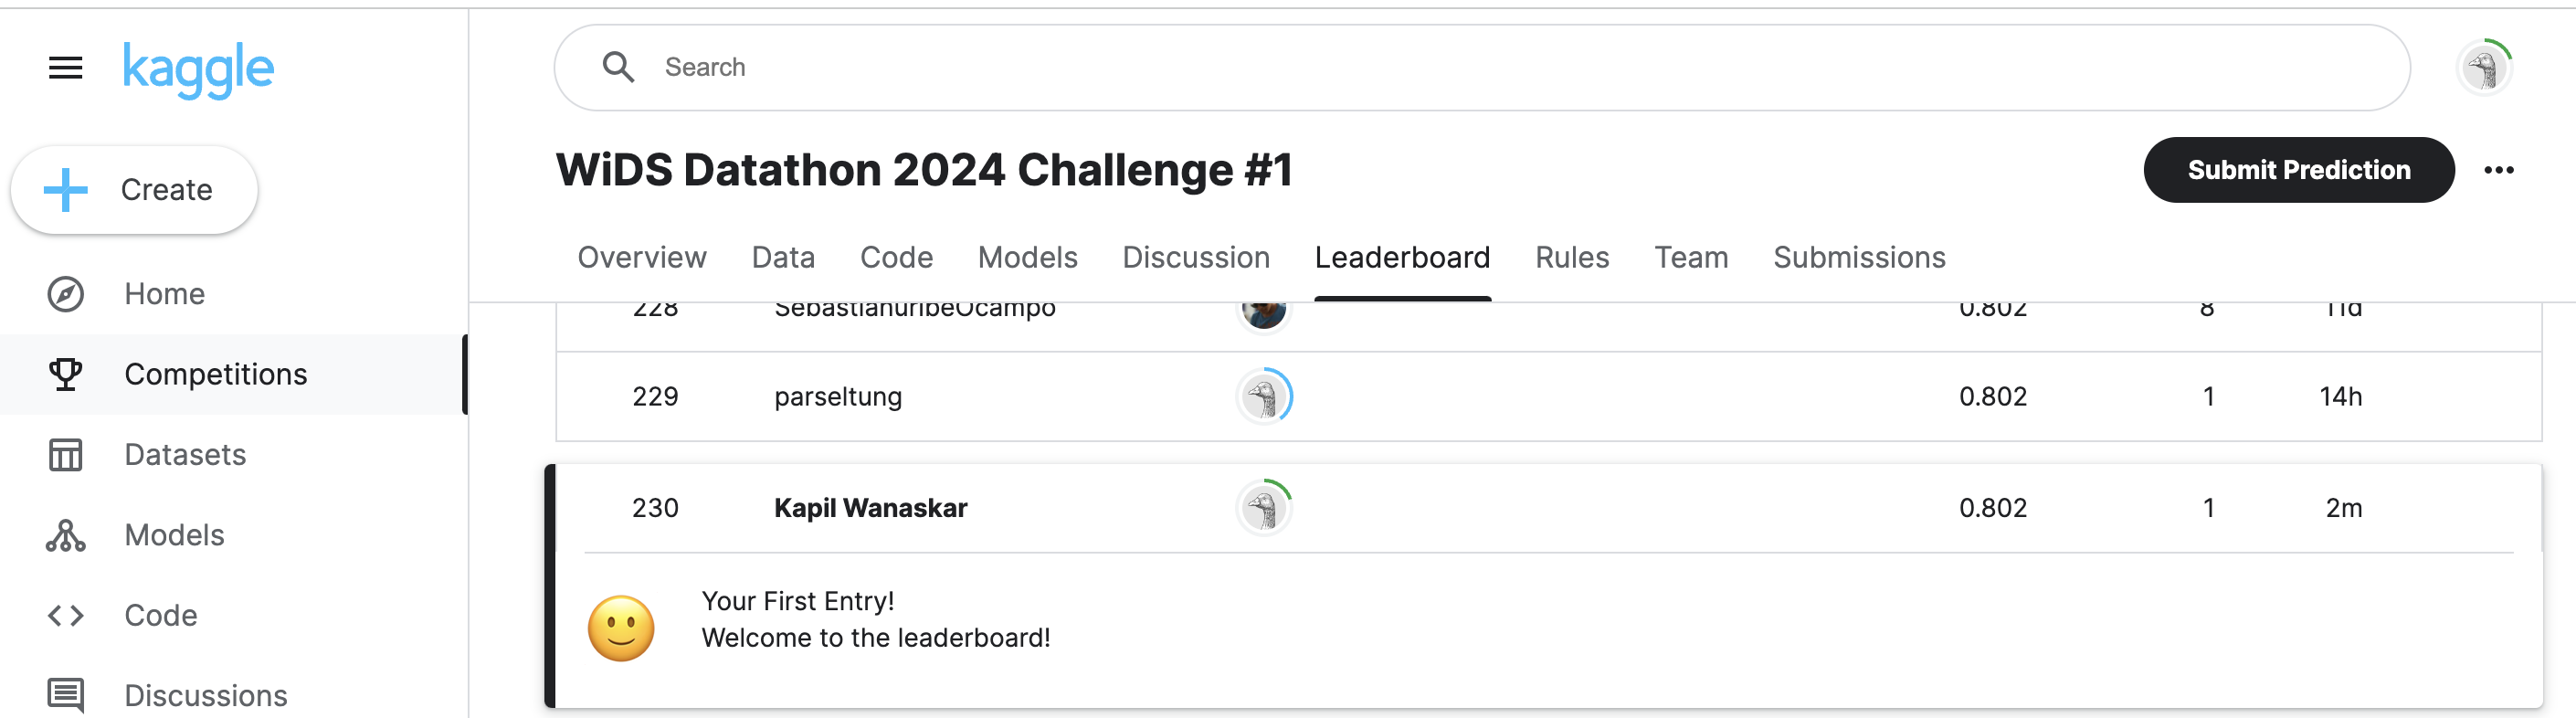 kaggle
Search
Create
WiDS Datathon 2024 Challenge #1
Submit Prediction
Overview Data Code Models Discussion Leaderboard Rules Team Submissions
Home
Competitions
Datasets
Models
Code
Discussions
228 SebastianuribeOcampo 0.802 8 11d
229 parseltung 0.802 1 14h
230 Kapil Wanaskar 0.802 1 2m
Your First Entry!
Welcome to the leaderboard!